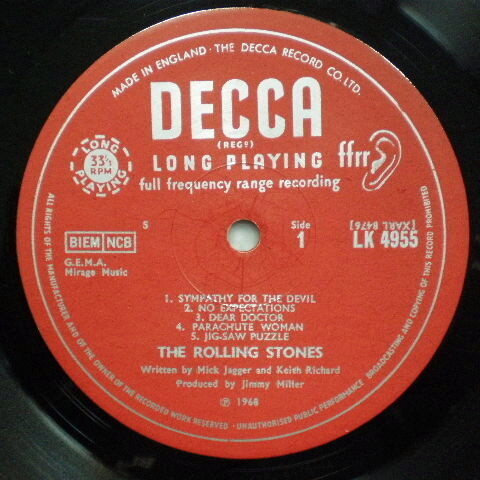 MADE IN ENGLAND · THE DECCA RECORD CO. LTD.
DECCA
(REGD)
LONG PLAYING
ffrr
full frequency range recording
LONG
33⅓
RPM
PLAYING
S
Side
1
[XARL 8476]
LK 4955
BIEM NCB
G.E.M.A.
Mirage Music
1. SYMPATHY FOR THE DEVIL
2. NO EXPECTATIONS
3. DEAR DOCTOR
4. PARACHUTE WOMAN
5. JIG-SAW PUZZLE
THE ROLLING STONES
Written by Mick Jagger and Keith Richard
Produced by Jimmy Miller
℗ 1968
ALL RIGHTS OF THE MANUFACTURER AND OF THE OWNER OF THE RECORDED WORK RESERVED · UNAUTHORISED PUBLIC PERFORMANCE BROADCASTING AND COPYING OF THIS RECORD PROHIBITED